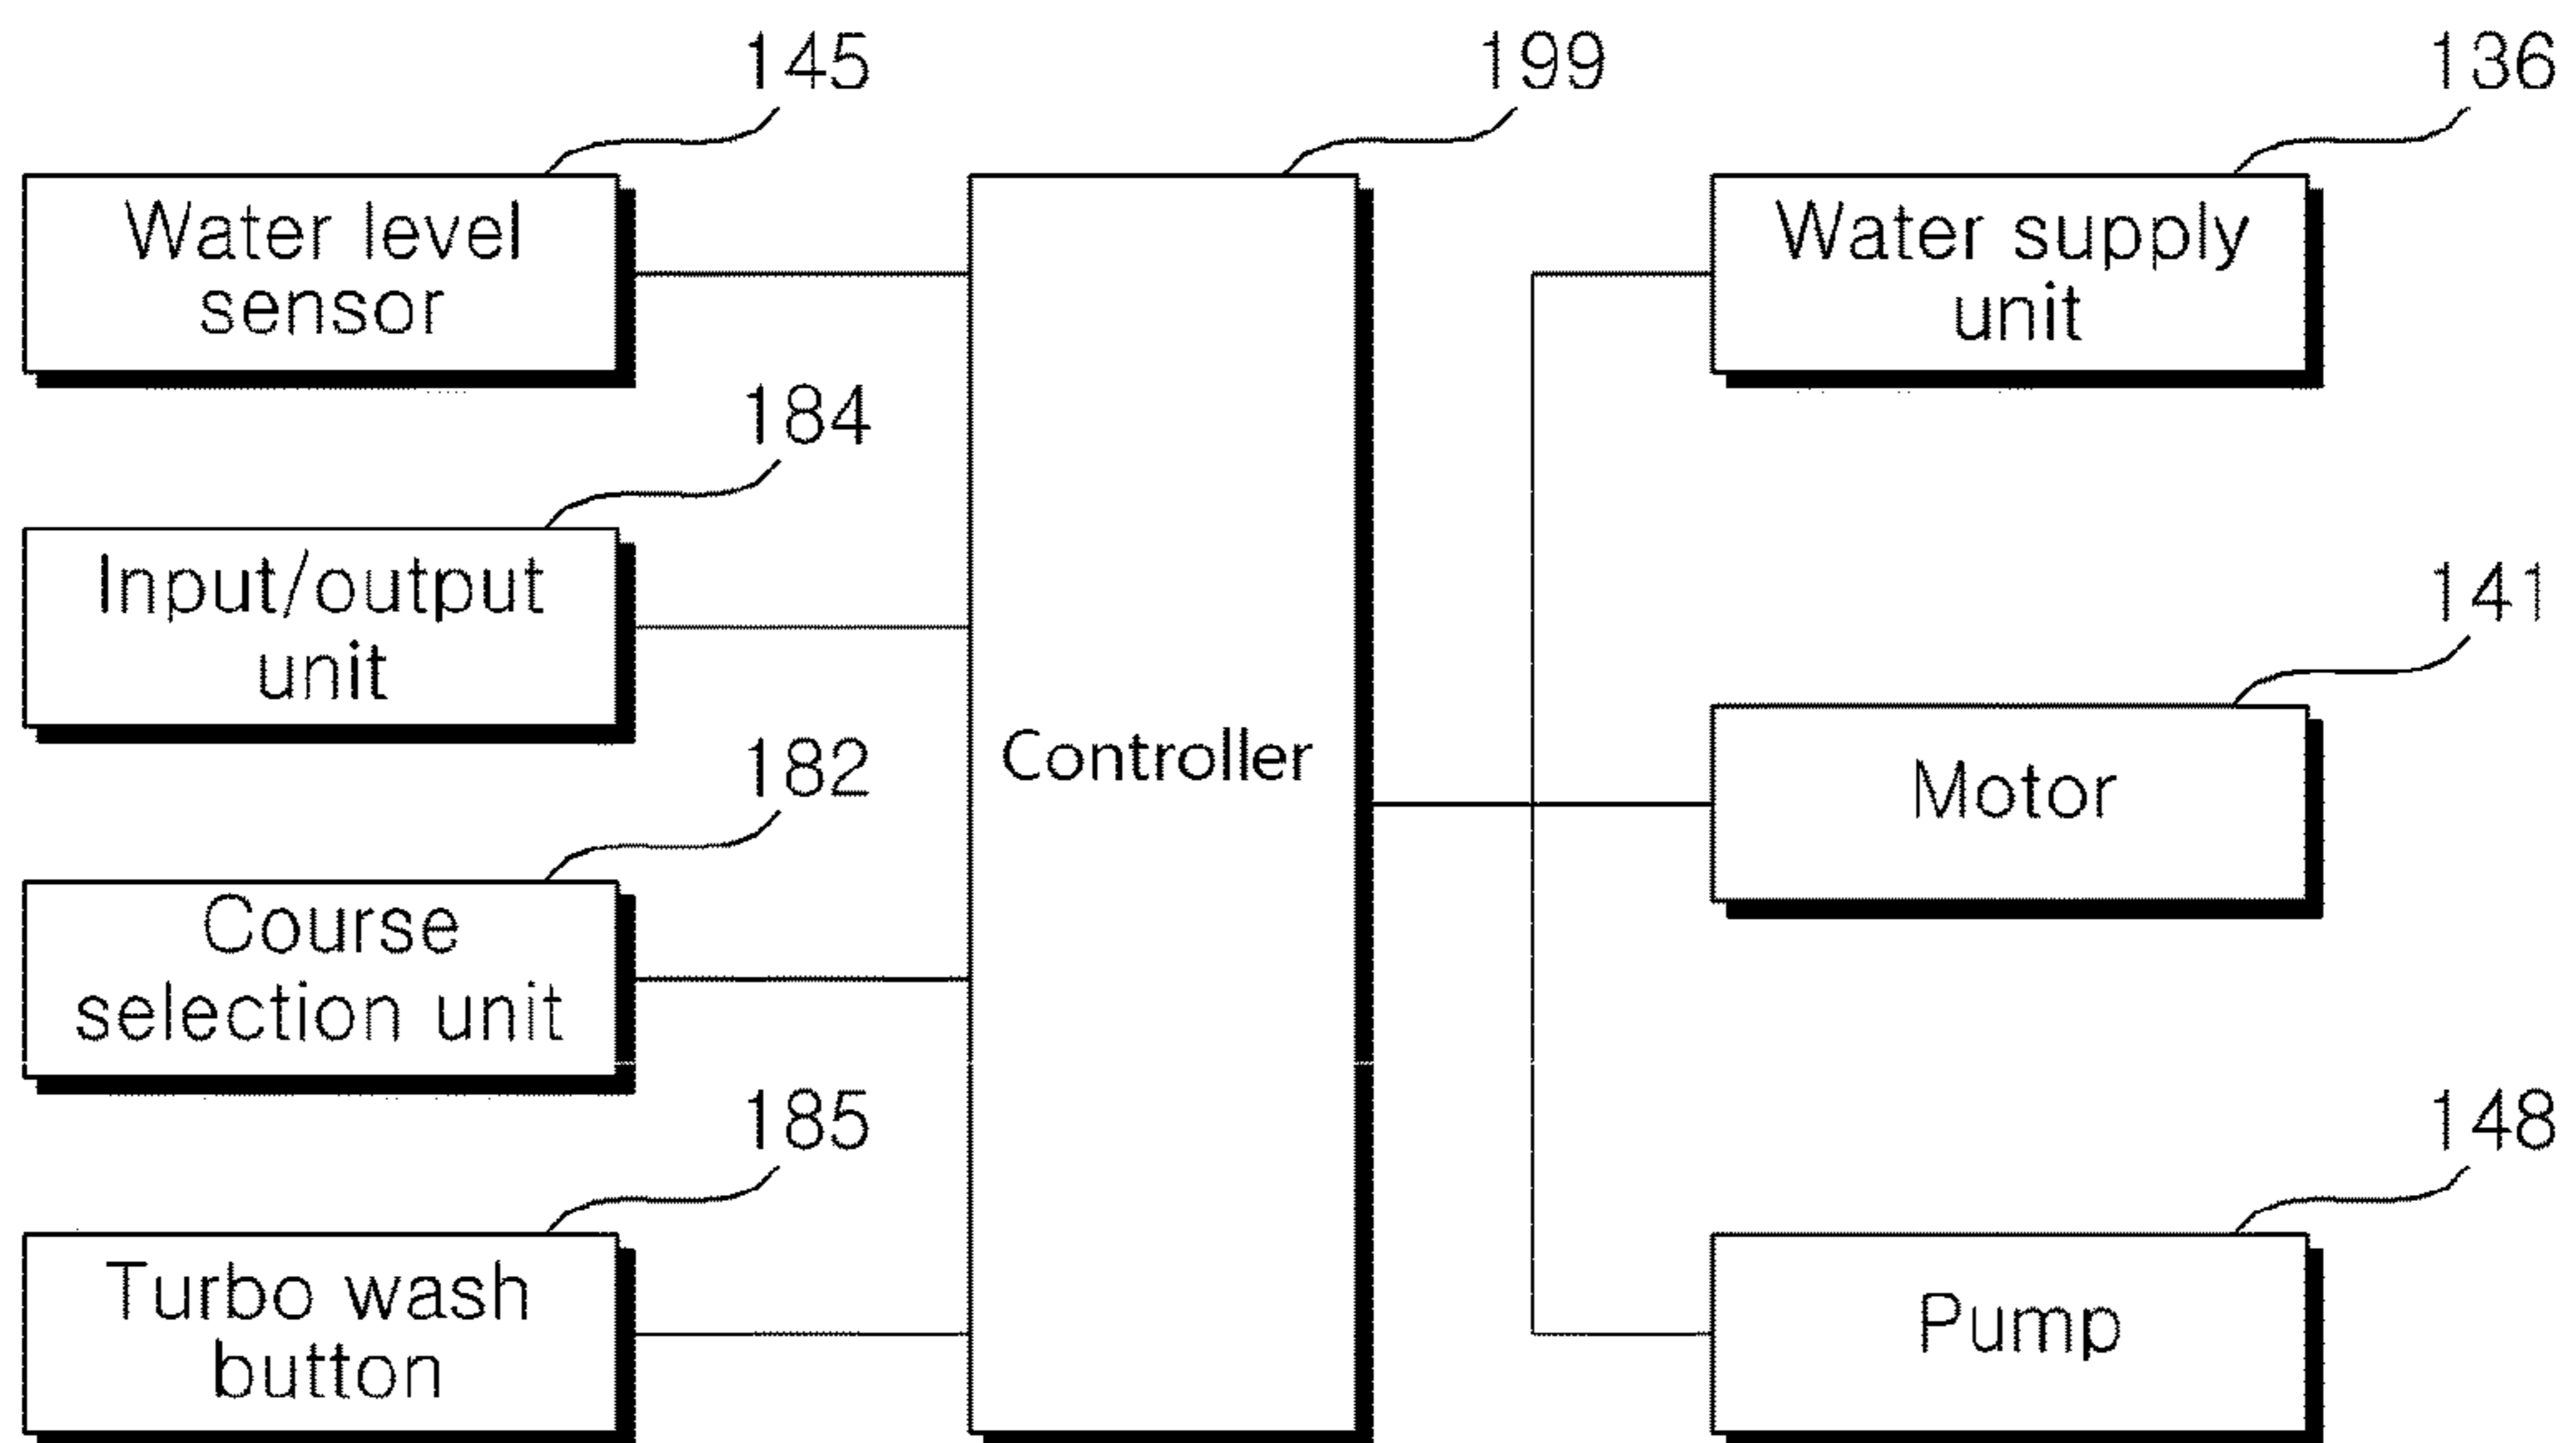 145
199
136
Water level
sensor
Water supply
unit
184
Input/output
unit
141
182
Controller
Motor
Course
selection unit
185
148
Turbo wash
button
Pump